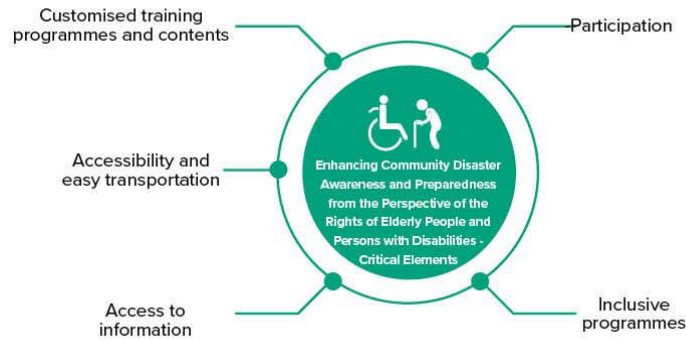 Customised training
programmes and contents
Participation
Accessibility and
easy transportation
Enhancing Community Disaster
Awareness and Preparedness
from the Perspective of the
Rights of Elderly People and
Persons with Disabilities -
Critical Elements
Access to
information
Inclusive
programmes